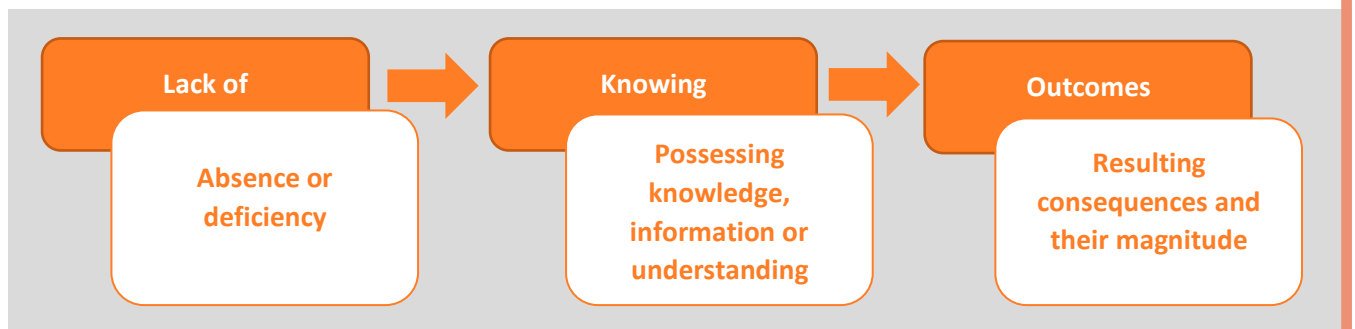 Lack of
Absence or
deficiency
Knowing
Possessing
knowledge,
information or
understanding
Outcomes
Resulting
consequences and
their magnitude